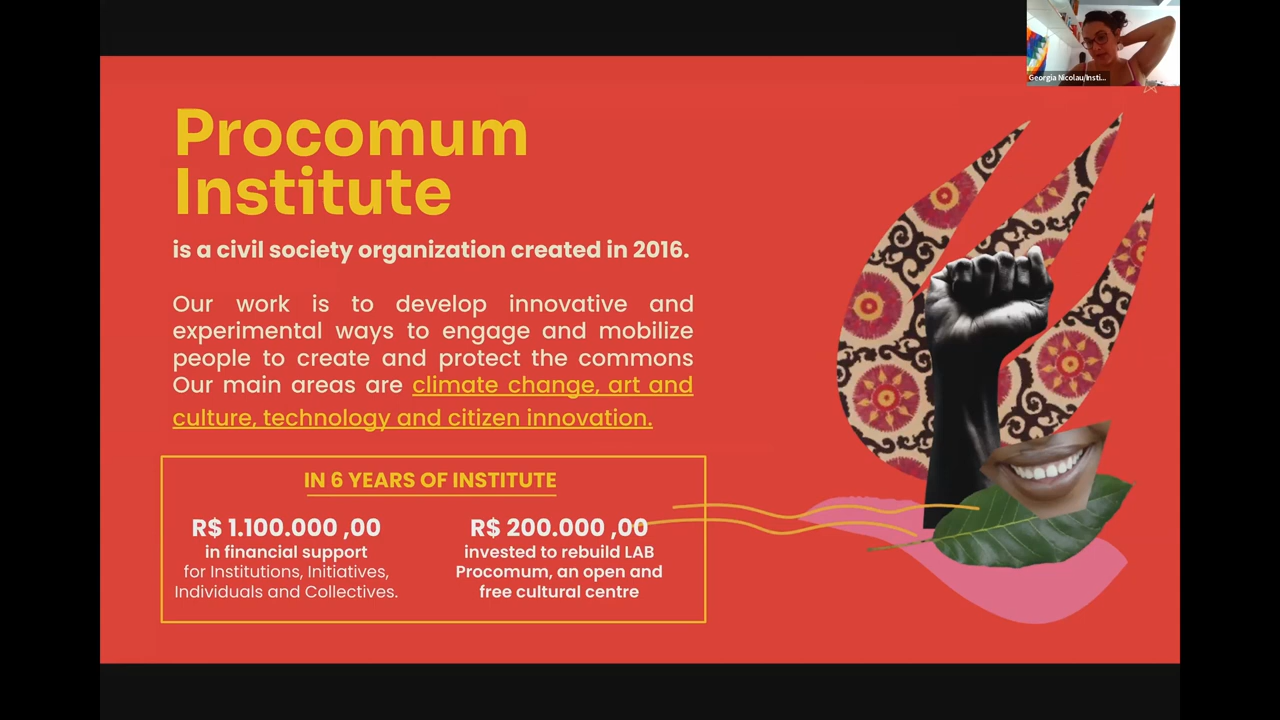 Georgia Nicolau/Insti...
Procomum
Institute
is a civil society organization created in 2016.
Our work is to develop innovative and
experimental ways to engage and mobilize
people to create and protect the commons
Our main areas are climate change, art and
culture, technology and citizen innovation.
IN 6 YEARS OF INSTITUTE
R$ 1.100.000 ,00
in financial support
for Institutions, Initiatives,
Individuals and Collectives.
R$ 200.000 ,00
invested to rebuild LAB
Procomum, an open and
free cultural centre